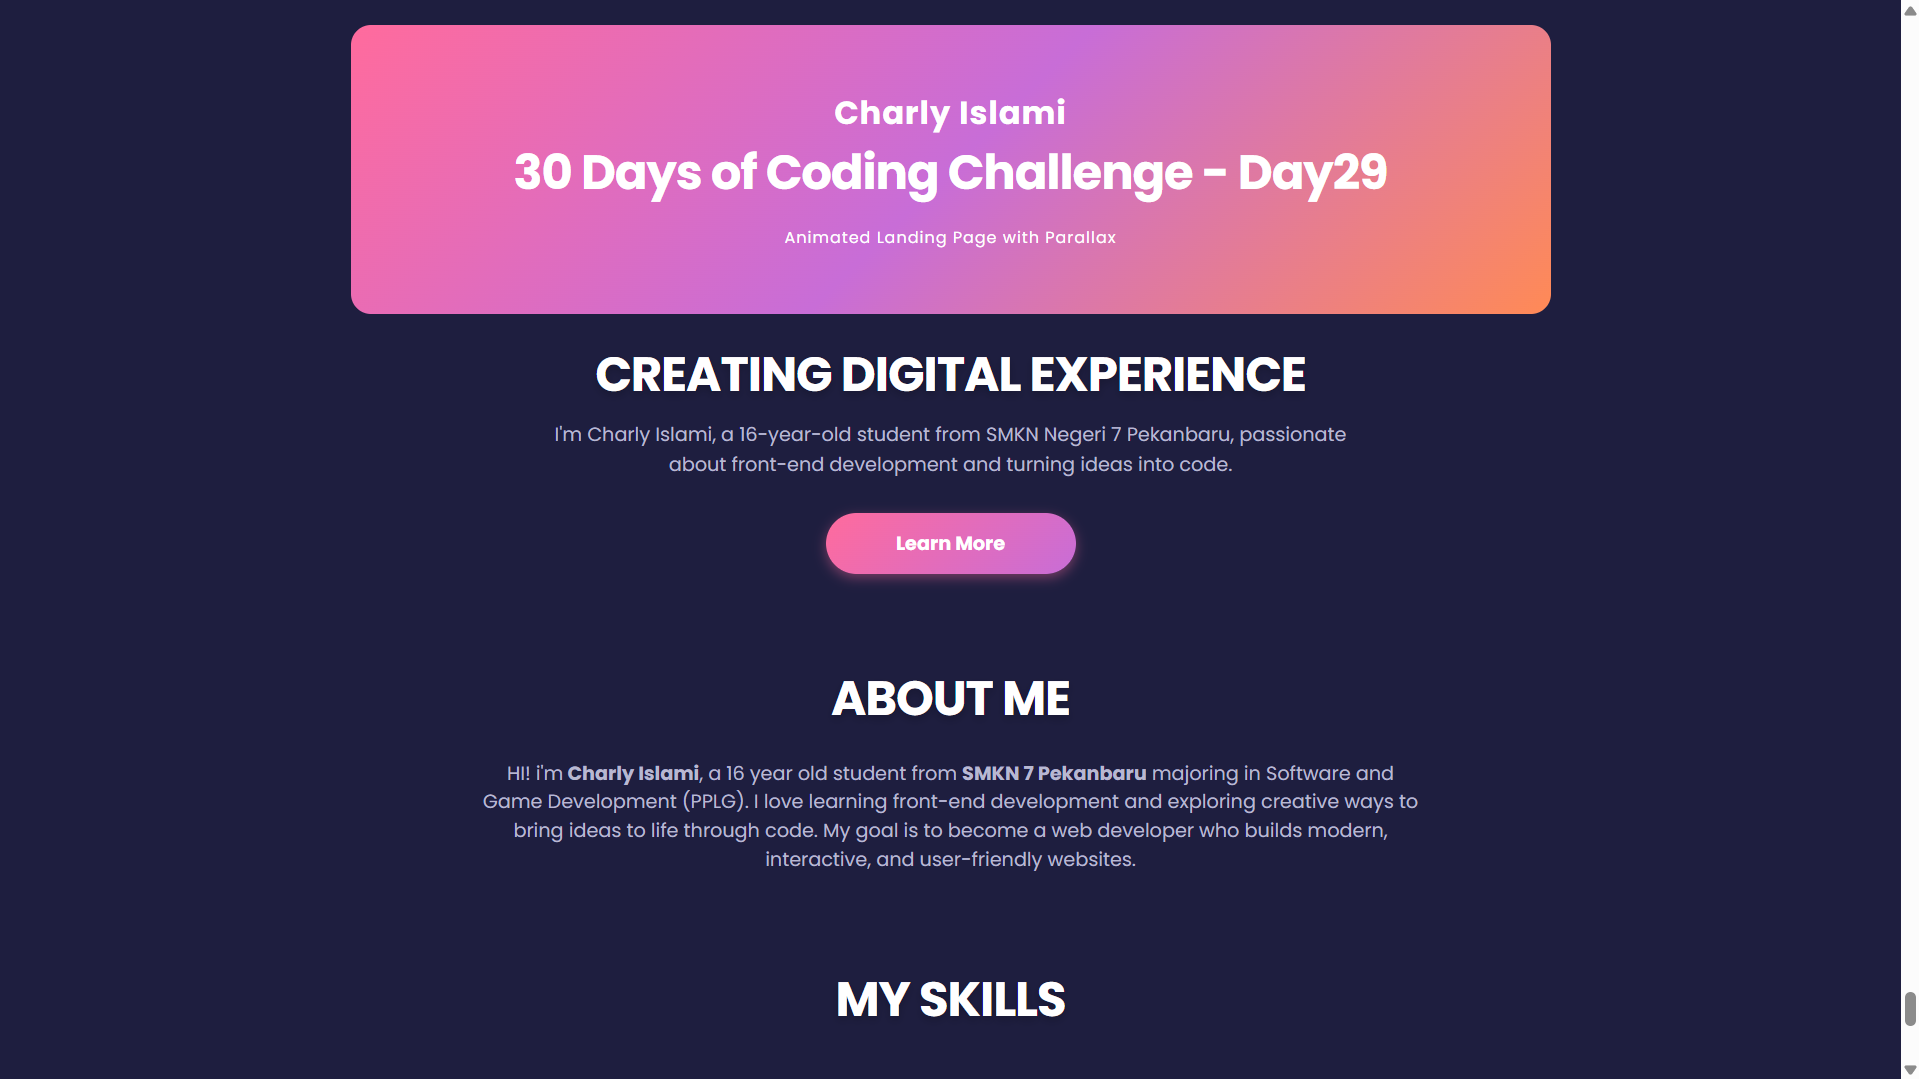 Charly Islami
30 Days of Coding Challenge - Day29
Animated Landing Page with Parallax
CREATING DIGITAL EXPERIENCE
I'm Charly Islami, a 16-year-old student from SMKN Negeri 7 Pekanbaru, passionate
about front-end development and turning ideas into code.
Learn More
ABOUT ME
HI! i'm Charly Islami, a 16 year old student from SMKN 7 Pekanbaru majoring in Software and
Game Development (PPLG). I love learning front-end development and exploring creative ways to
bring ideas to life through code. My goal is to become a web developer who builds modern,
interactive, and user-friendly websites.
MY SKILLS